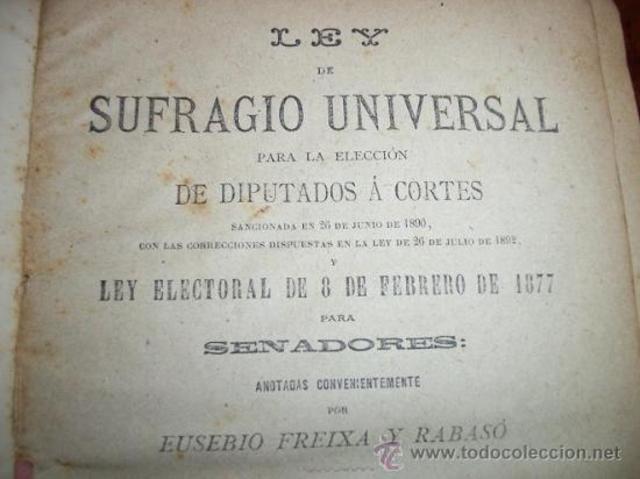 LEY
DE
SUFRAGIO UNIVERSAL
PARA LA ELECCIÓN
DE DIPUTADOS Á CORTES
SANCIONADA EN 26 DE JUNIO DE 1890,
CON LAS CORRECCIONES DISPUESTAS EN LA LEY DE 26 DE JULIO DE 1892,
Y
LEY ELECTORAL DE 8 DE FEBRERO DE 1877
PARA
SENADORES:
ANOTADAS CONVENIENTEMENTE
POR
EUSEBIO FREIXA Y RABASÓ
www.todocoleccion.net